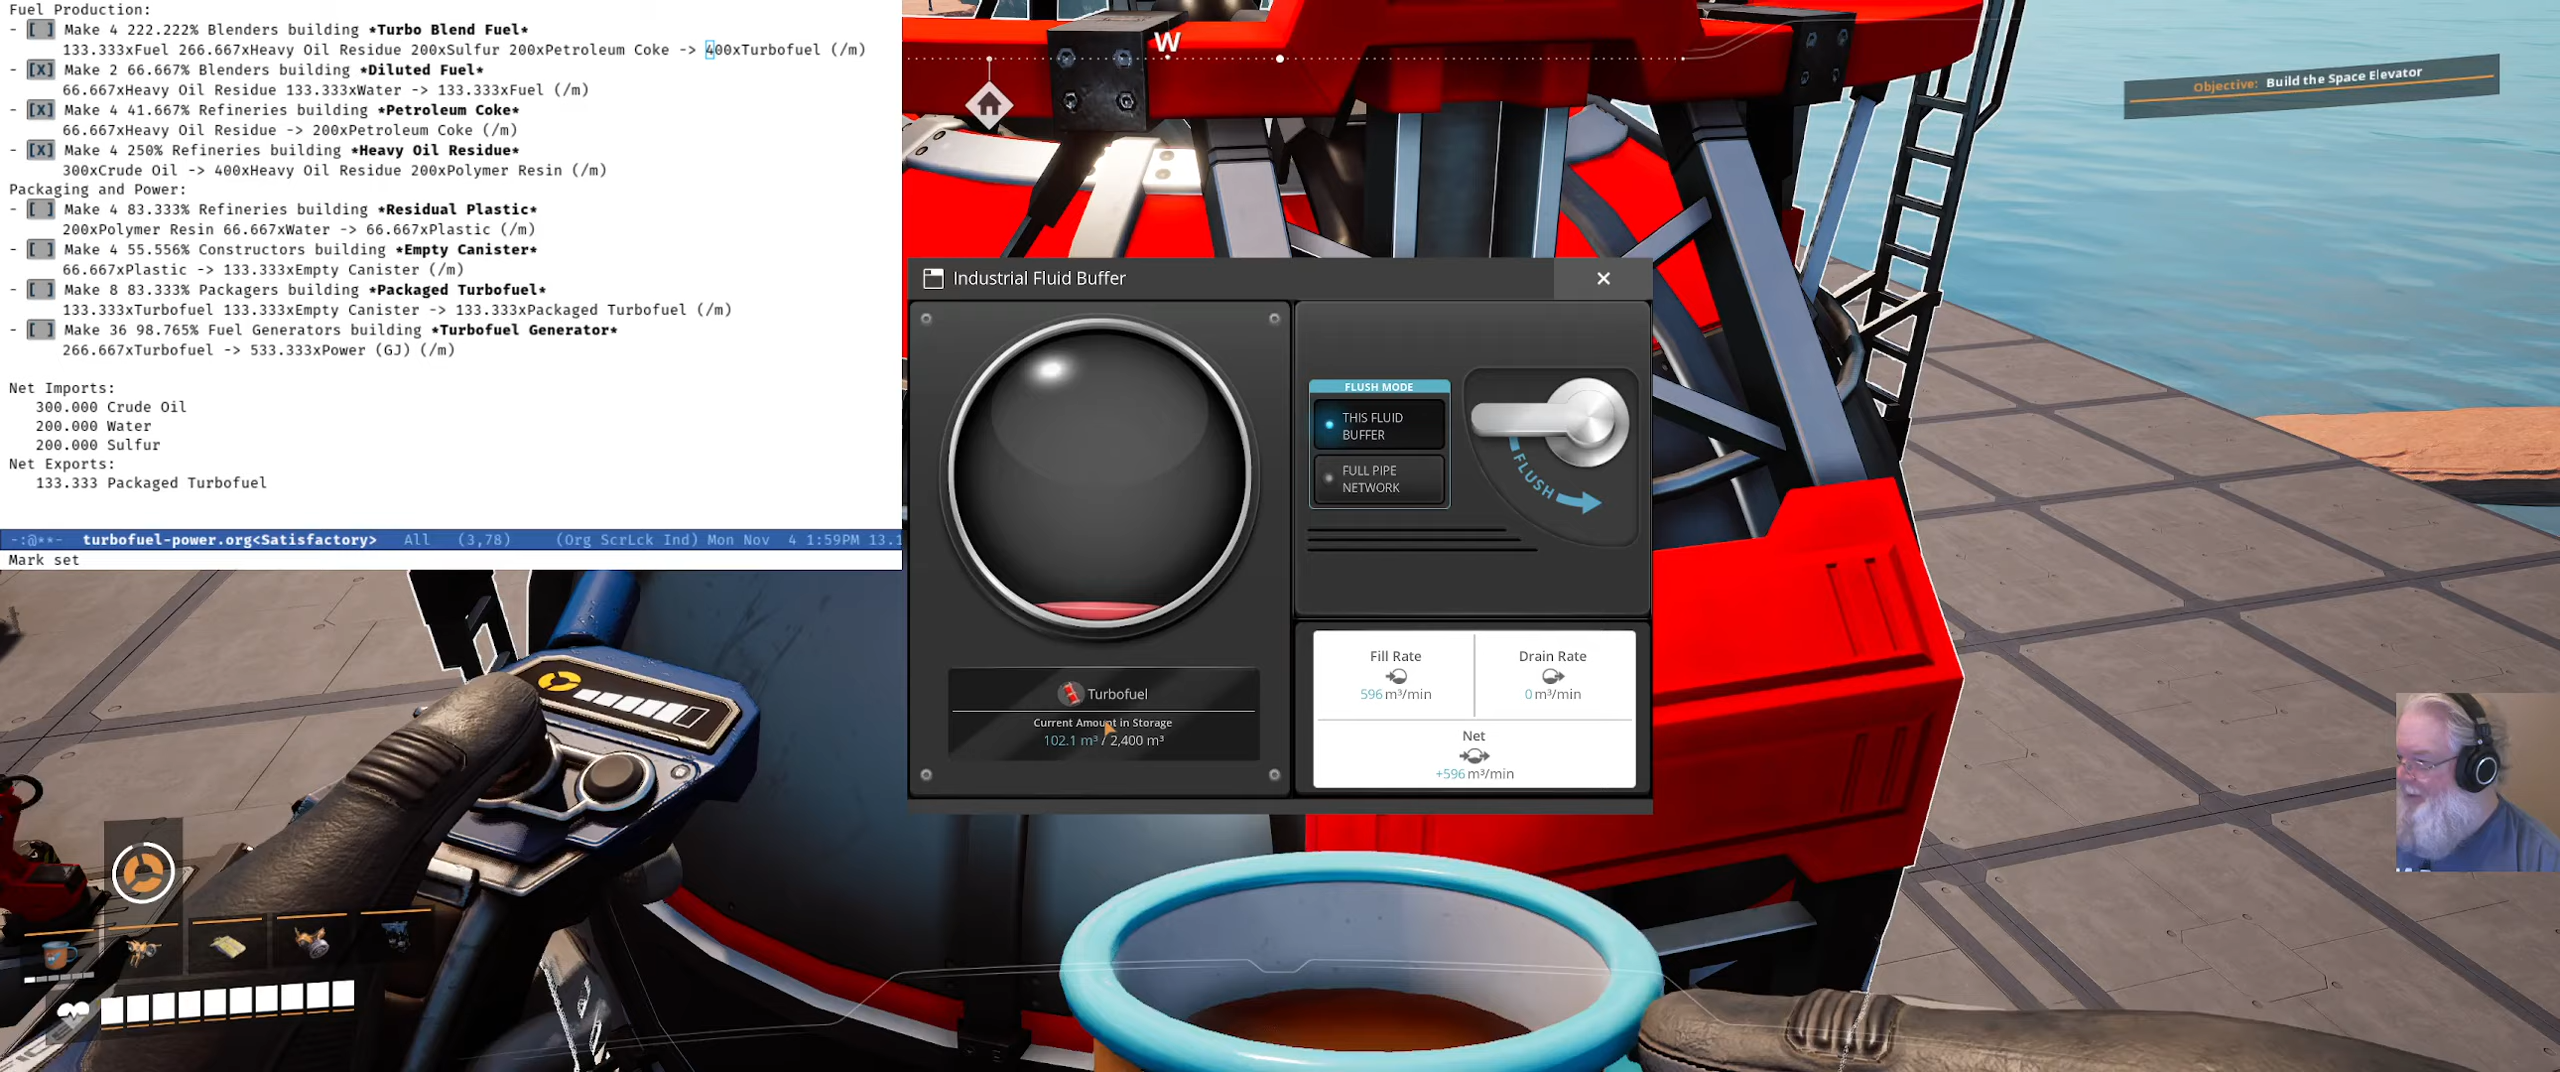 Fuel Production:
- [ ] Make 4 222.222% Blenders building *Turbo Blend Fuel*
133.333xFuel 266.667xHeavy Oil Residue 200xSulfur 200xPetroleum Coke -> 400xTurbofuel (/m)
- [X] Make 2 66.667% Blenders building *Diluted Fuel*
66.667xHeavy Oil Residue 133.333xWater -> 133.333xFuel (/m)
- [X] Make 4 41.667% Refineries building *Petroleum Coke*
66.667xHeavy Oil Residue -> 200xPetroleum Coke (/m)
- [X] Make 4 250% Refineries building *Heavy Oil Residue*
300xCrude Oil -> 400xHeavy Oil Residue 200xPolymer Resin (/m)
Packaging and Power:
- [ ] Make 4 83.333% Refineries building *Residual Plastic*
200xPolymer Resin 66.667xWater -> 66.667xPlastic (/m)
- [ ] Make 4 55.556% Constructors building *Empty Canister*
66.667xPlastic -> 133.333xEmpty Canister (/m)
- [ ] Make 8 83.333% Packagers building *Packaged Turbofuel*
133.333xTurbofuel 133.333xEmpty Canister -> 133.333xPackaged Turbofuel (/m)
- [ ] Make 36 98.765% Fuel Generators building *Turbofuel Generator*
266.667xTurbofuel -> 533.333xPower (GJ) (/m)
Net Imports:
300.000 Crude Oil
200.000 Water
200.000 Sulfur
Net Exports:
133.333 Packaged Turbofuel
-:@**- turbofuel-power.org<Satisfactory> All (3,78) (Org ScrLck Ind) Mon Nov 4 1:59PM 13.1
Mark set
W
Objective: Build the Space Elevator
Industrial Fluid Buffer
FLUSH MODE
THIS FLUID
BUFFER
FULL PIPE
NETWORK
FLUSH
Turbofuel
Current Amount in Storage
102.1 m³ / 2,400 m³
Fill Rate
596 m³/min
Drain Rate
0 m³/min
Net
+596 m³/min